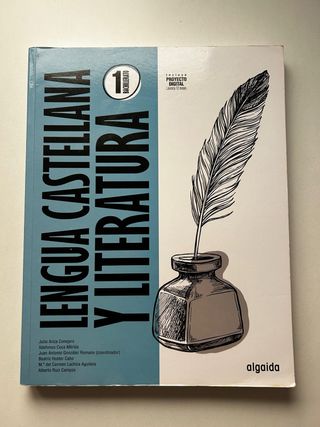 LENGUA CASTELLANA
Y LITERATURA
1
BACHILLERATO
Incluye
PROYECTO
DIGITAL
Julio Ariza Conejero
Ildefonso Coca Mérida
Juan Antonio González Romano (coordinador)
Beatriz Hoster Cabo
M.ª del Carmen Lachica Aguilera
Alberto Ruiz Campos
algaida